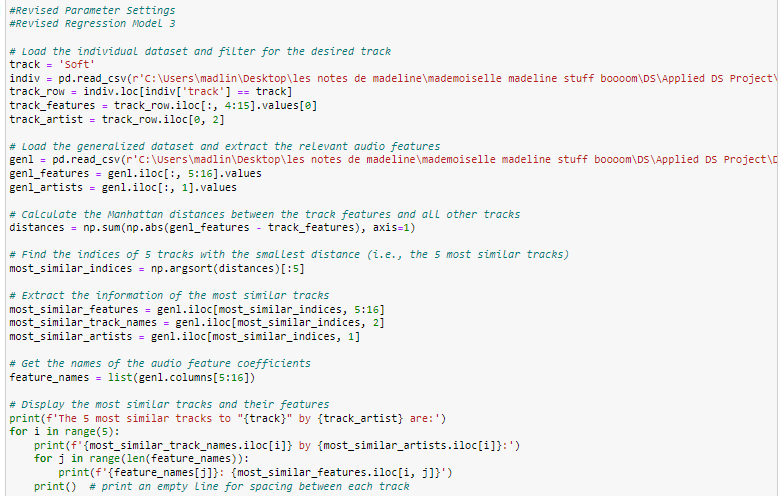 #Revised Parameter Settings
#Revised Regression Model 3
# Load the individual dataset and filter for the desired track
track = 'Soft'
indiv = pd.read_csv(r'C:\Users\madlin\Desktop\les notes de madeline\mademoiselle madeline stuff boooom\DS\Applied DS Project\
track_row = indiv.loc[indiv['track'] == track]
track_features = track_row.iloc[:, 4:15].values[0]
track_artist = track_row.iloc[0, 2]
# Load the generalized dataset and extract the relevant audio features
genl = pd.read_csv(r'C:\Users\madlin\Desktop\les notes de madeline\mademoiselle madeline stuff boooom\DS\Applied DS Project\D
genl_features = genl.iloc[:, 5:16].values
genl_artists = genl.iloc[:, 1].values
# Calculate the Manhattan distances between the track features and all other tracks
distances = np.sum(np.abs(genl_features - track_features), axis=1)
# Find the indices of 5 tracks with the smallest distance (i.e., the 5 most similar tracks)
most_similar_indices = np.argsort(distances)[:5]
# Extract the information of the most similar tracks
most_similar_features = genl.iloc[most_similar_indices, 5:16]
most_similar_track_names = genl.iloc[most_similar_indices, 2]
most_similar_artists = genl.iloc[most_similar_indices, 1]
# Get the names of the audio feature coefficients
feature_names = list(genl.columns[5:16])
# Display the most similar tracks and their features
print(f'The 5 most similar tracks to "{track}" by {track_artist} are:')
for i in range(5):
    print(f'{most_similar_track_names.iloc[i]} by {most_similar_artists.iloc[i]}:')
    for j in range(len(feature_names)):
        print(f'{feature_names[j]}: {most_similar_features.iloc[i, j]}')
    print()  # print an empty line for spacing between each track